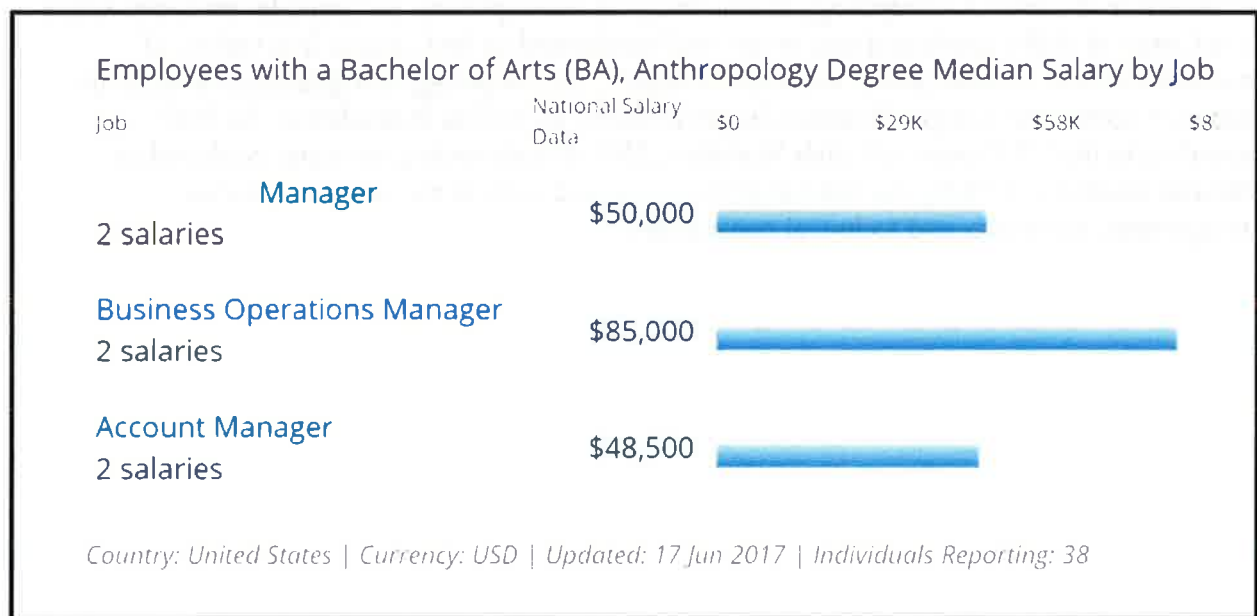 Employees with a Bachelor of Arts (BA), Anthropology Degree Median Salary by Job
Job National Salary Data $0 $29K $58K $8
Manager
2 salaries
$50,000
Business Operations Manager
2 salaries
$85,000
Account Manager
2 salaries
$48,500
Country: United States | Currency: USD | Updated: 17 Jun 2017 | Individuals Reporting: 38